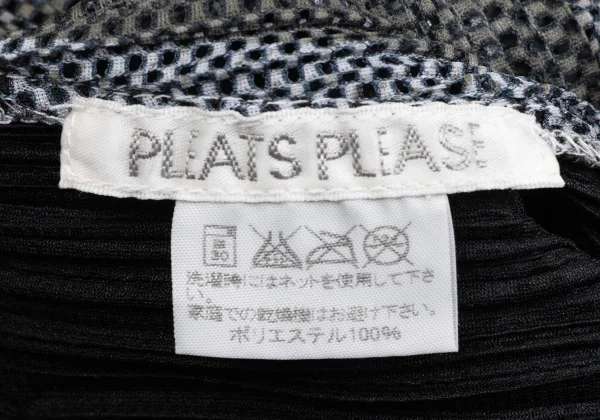 PLEATS PLEASE
弱
30
洗濯時にはネットを使用して下さ
い。
家庭での乾燥機はお避け下さい。
ポリエステル100%